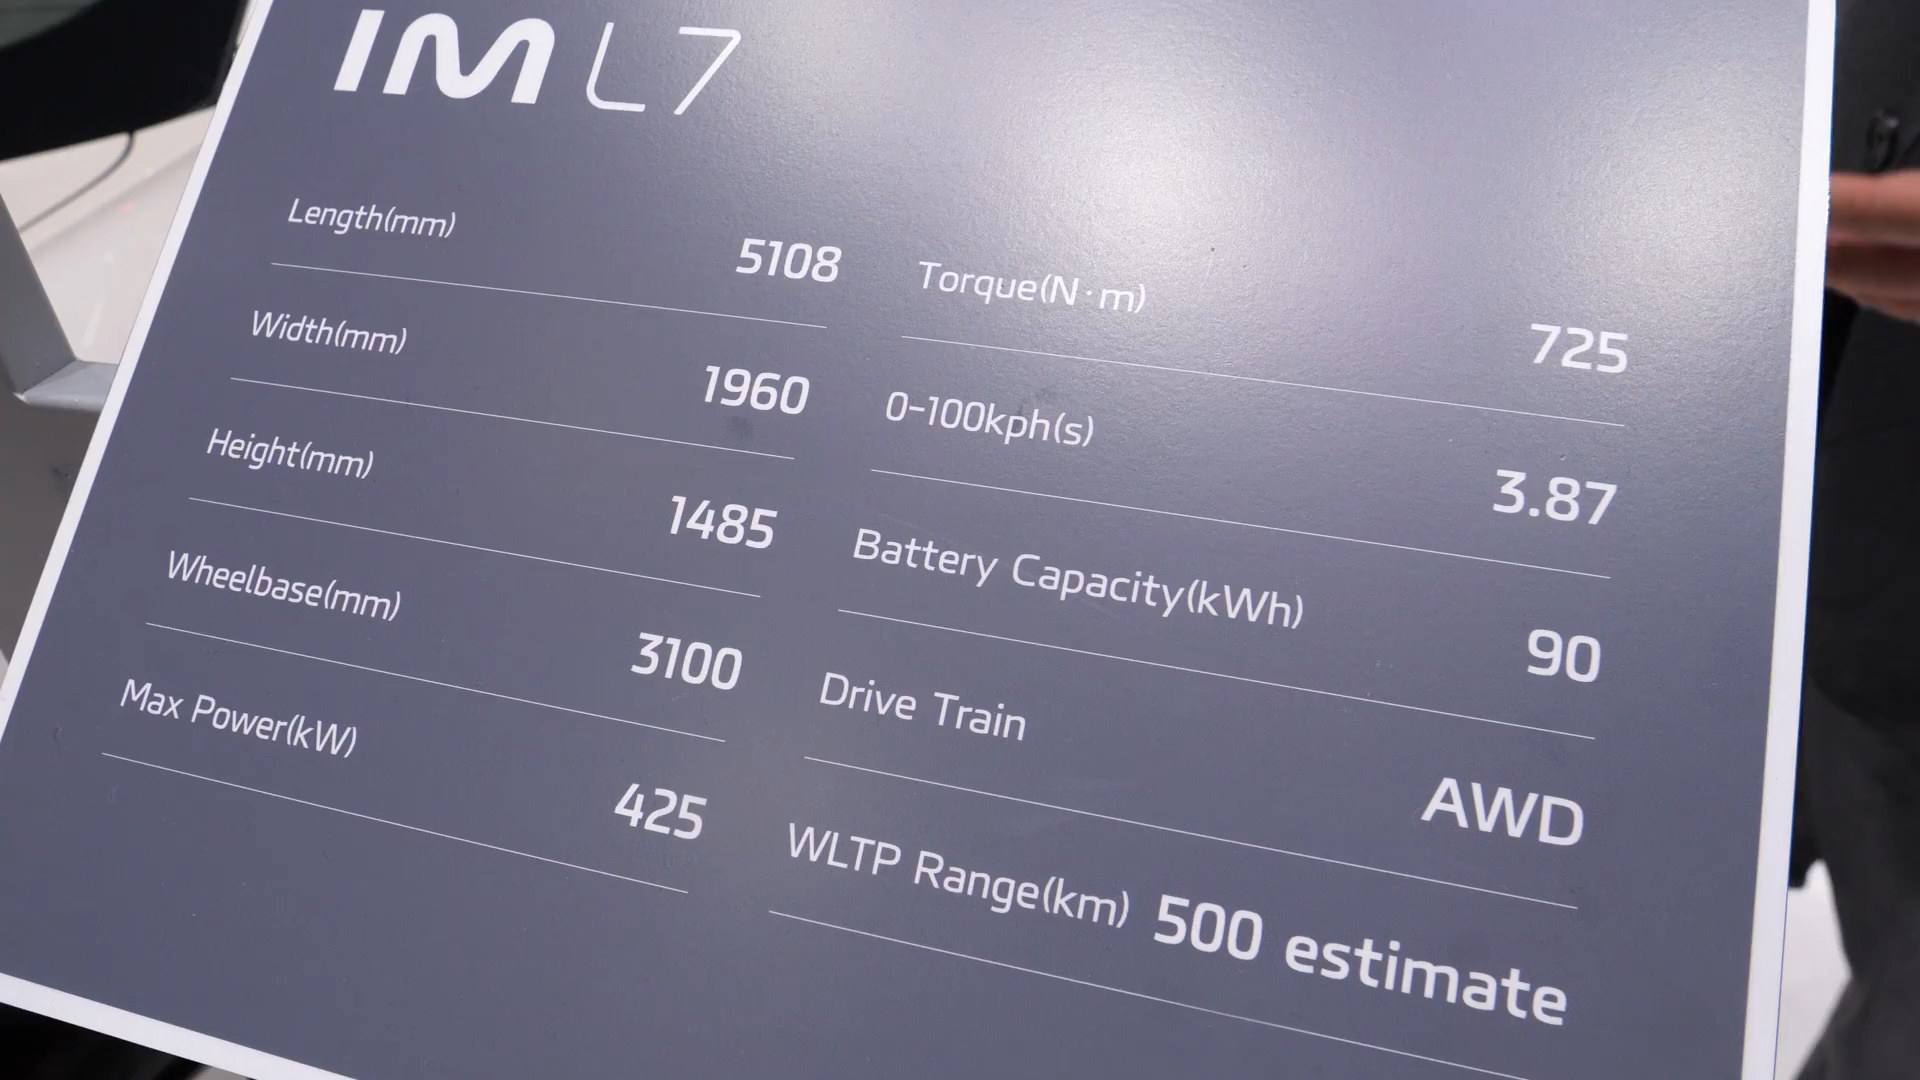 IM L7
Length(mm) 5108
Width(mm) 1960
Height(mm) 1485
Wheelbase(mm) 3100
Max Power(kW) 425
Torque(N·m) 725
0-100kph(s) 3.87
Battery Capacity(kWh) 90
Drive Train AWD
WLTP Range(km) 500 estimate